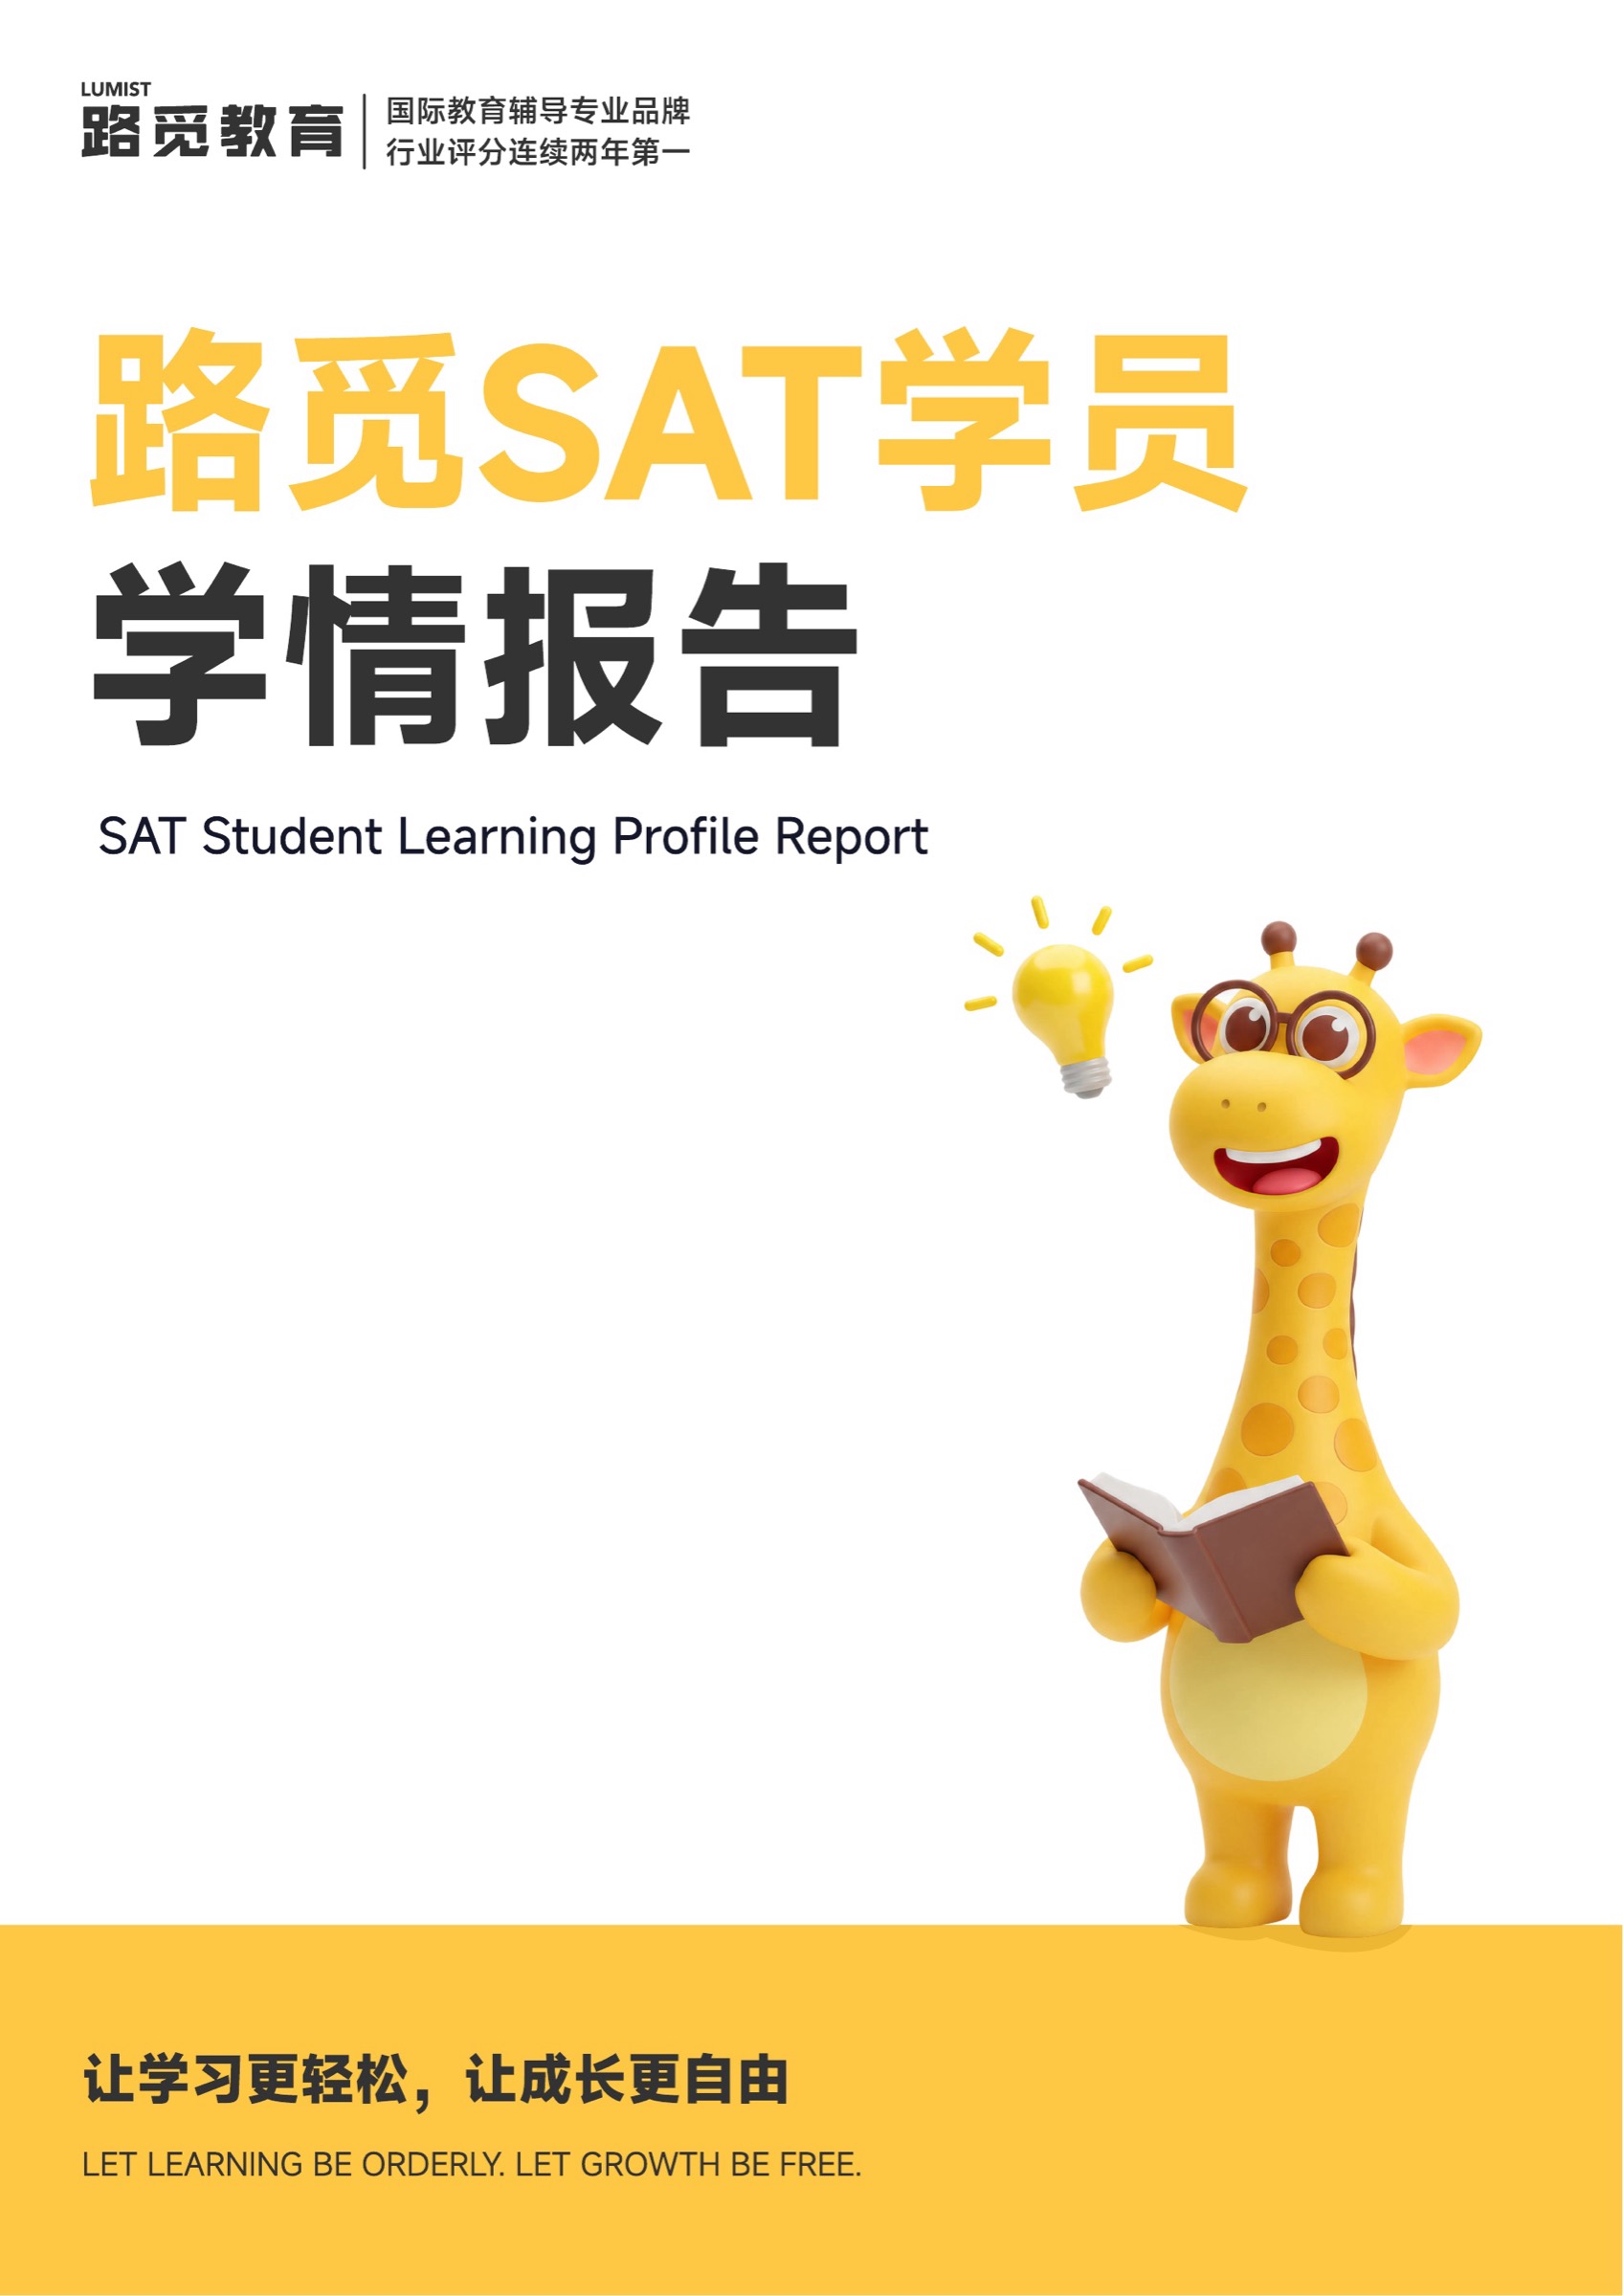 LUMIST
路觅教育
国际教育辅导专业品牌
行业评分连续两年第一
路觅SAT学员
学情报告
SAT Student Learning Profile Report
让学习更轻松，让成长更自由
LET LEARNING BE ORDERLY. LET GROWTH BE FREE.